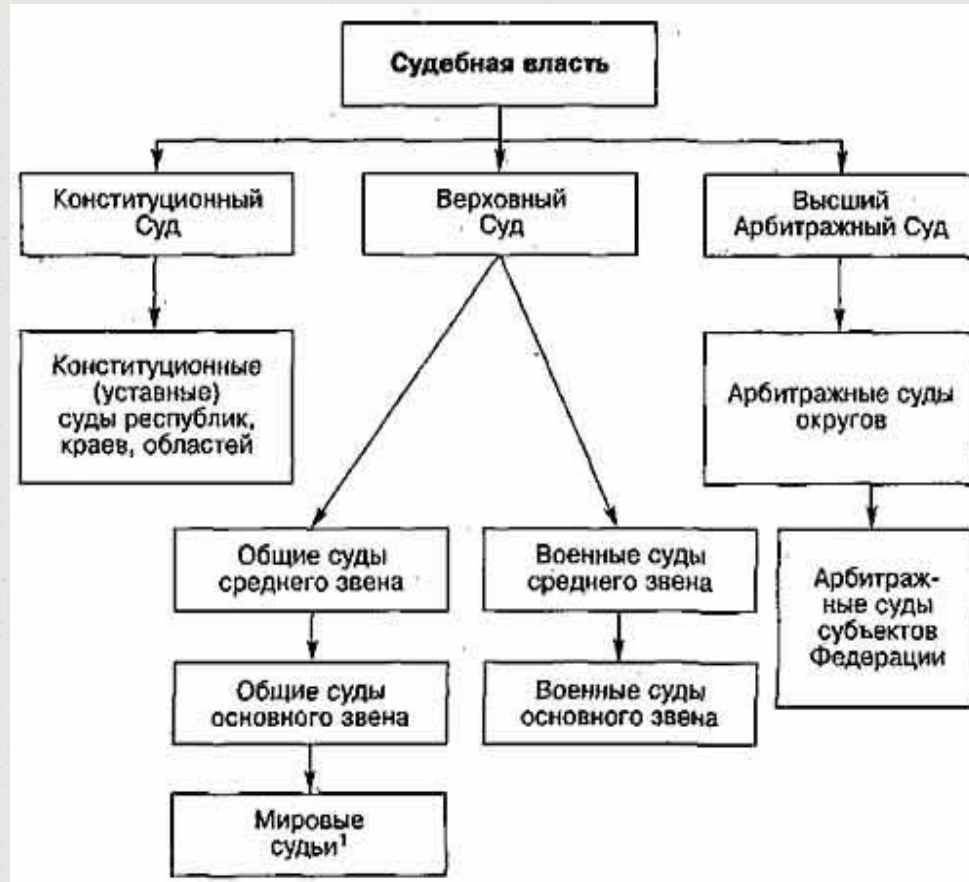 Судебная власть
Конституционный
Суд
Верховный
Суд
Высший
Арбитражный Суд
Конституционные
(уставные)
суды республик,
краев, областей
Арбитражные суды
округов
Общие суды
среднего звена
Военные суды
среднего звена
Арбитраж-
ные суды
субъектов
Федерации
Общие суды
основного звена
Военные суды
основного звена
Мировые
судьи¹